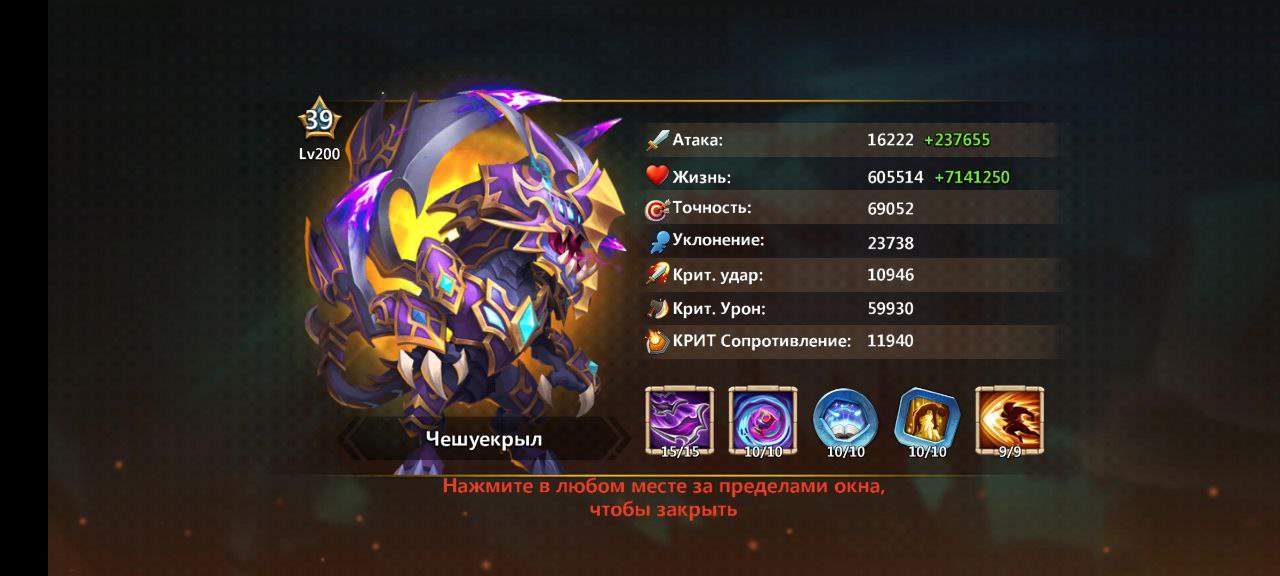 39
Lv200
Атака: 16222 +237655
Жизнь: 605514 +7141250
Точность: 69052
Уклонение: 23738
Крит. удар: 10946
Крит. Урон: 59930
КРИТ Сопротивление: 11940
15/15 10/10 10/10 10/10 9/9
Чешуекрыл
Нажмите в любом месте за пределами окна,
чтобы закрыть